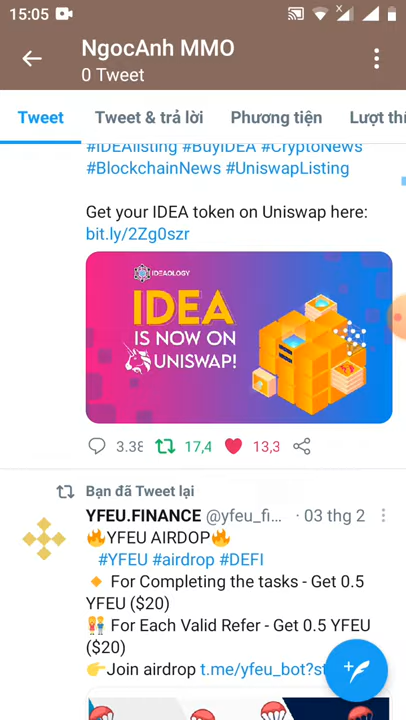 15:05
NgocAnh MMO
0 Tweet
Tweet Tweet & trả lời Phương tiện Lượt thí
#IDEAlisting #BuyIDEA #CryptoNews
#BlockchainNews #UniswapListing
Get your IDEA token on Uniswap here:
bit.ly/2Zg0szr
IDEAOLOGY
IDEA
IS NOW ON
UNISWAP!
3.38 17,4 13,3
Bạn đã Tweet lại
YFEU.FINANCE @yfeu_fi... · 03 thg 2
🔥YFEU AIRDOP🔥
#YFEU #airdrop #DEFI
🔸 For Completing the tasks - Get 0.5
YFEU ($20)
👫 For Each Valid Refer - Get 0.5 YFEU
($20)
👉Join airdrop t.me/yfeu_bot?st